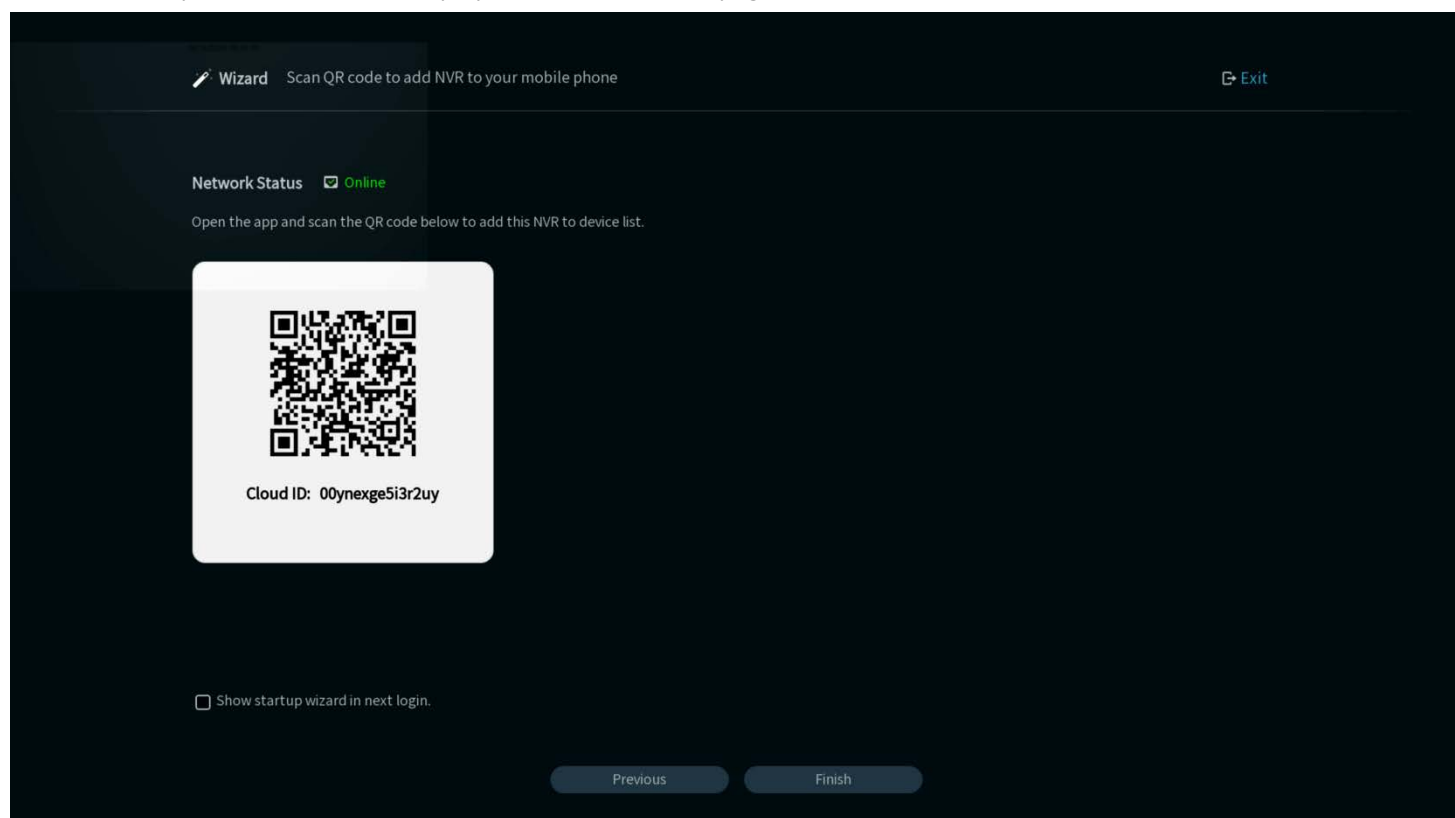 Wizard Scan QR code to add NVR to your mobile phone
Exit
Network Status Online
Open the app and scan the QR code below to add this NVR to device list.
Cloud ID: 00ynexge5i3r2uy
Show startup wizard in next login.
Previous Finish